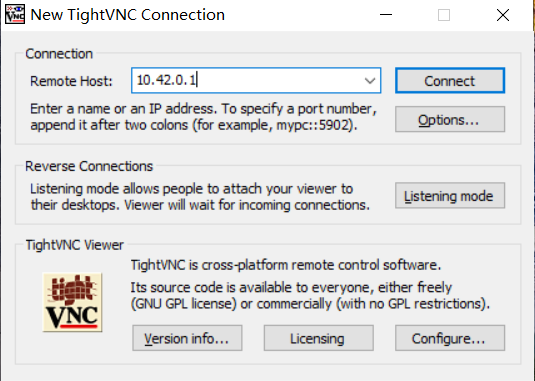 New TightVNC Connection
Connection
Remote Host:
10.42.0.1
Connect
Enter a name or an IP address. To specify a port number,
append it after two colons (for example, mypc::5902).
Options...
Reverse Connections
Listening mode allows people to attach your viewer to
their desktops. Viewer will wait for incoming connections.
Listening mode
TightVNC Viewer
tight
VNC
TightVNC is cross-platform remote control software.
Its source code is available to everyone, either freely
(GNU GPL license) or commercially (with no GPL restrictions).
Version info...
Licensing
Configure...